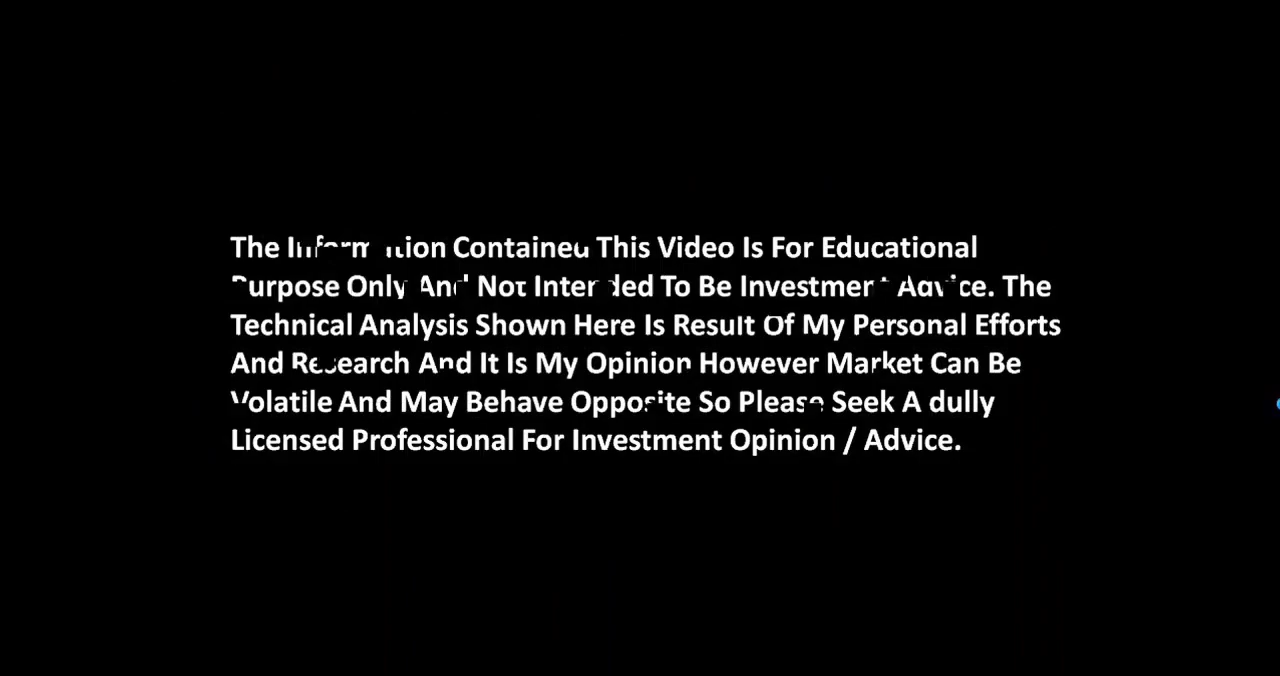 The Information Contained This Video Is For Educational
Purpose Only And Not Intended To Be Investment Advice. The
Technical Analysis Shown Here Is Result Of My Personal Efforts
And Research And It Is My Opinion However Market Can Be
Volatile And May Behave Opposite So Please Seek A dully
Licensed Professional For Investment Opinion / Advice.